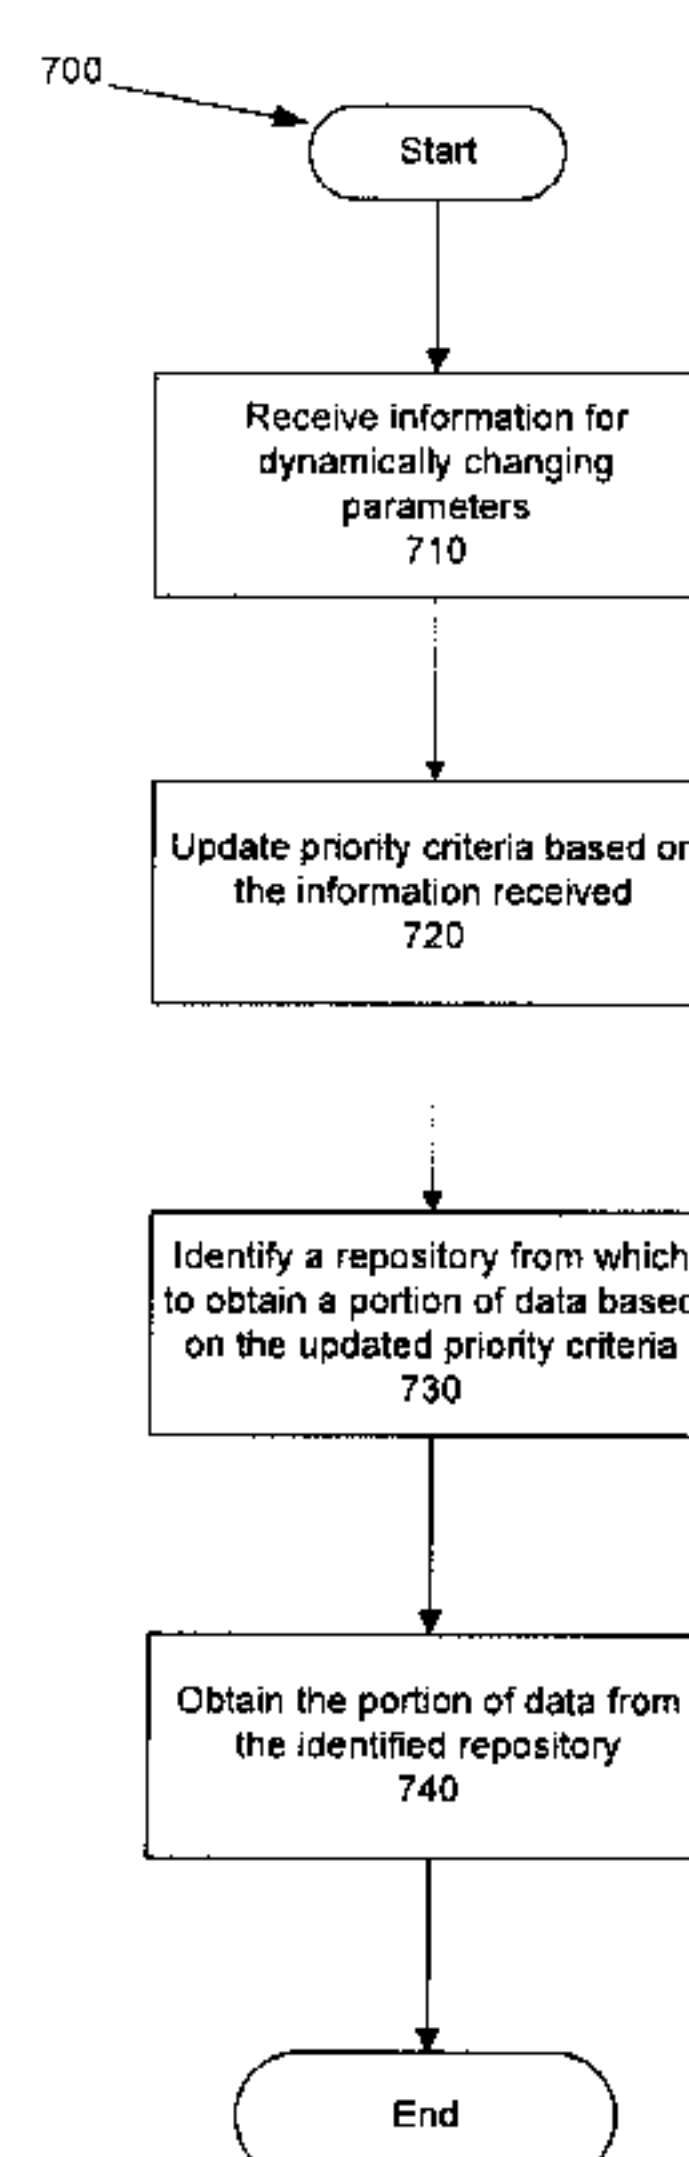 700
Start
Receive information for
dynamically changing
parameters
710
Update priority criteria based on
the information received
720
Identify a repository from which
to obtain a portion of data based
on the updated priority criteria
730
Obtain the portion of data from
the identified repository
740
End